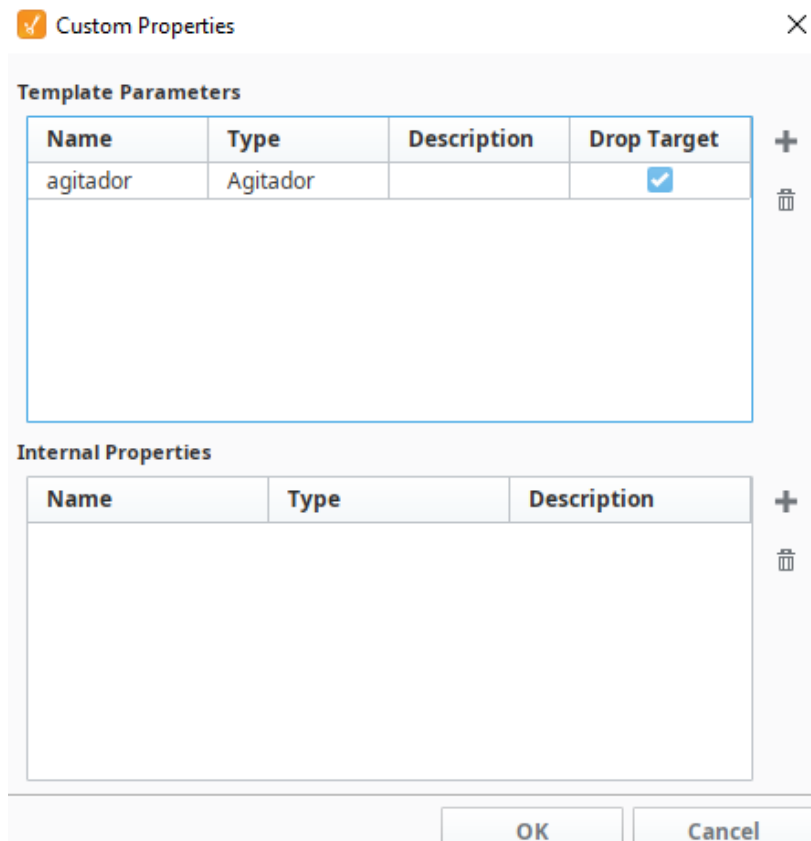 Custom Properties
Template Parameters
Name Type Description Drop Target
agitador Agitador
Internal Properties
Name Type Description
OK Cancel